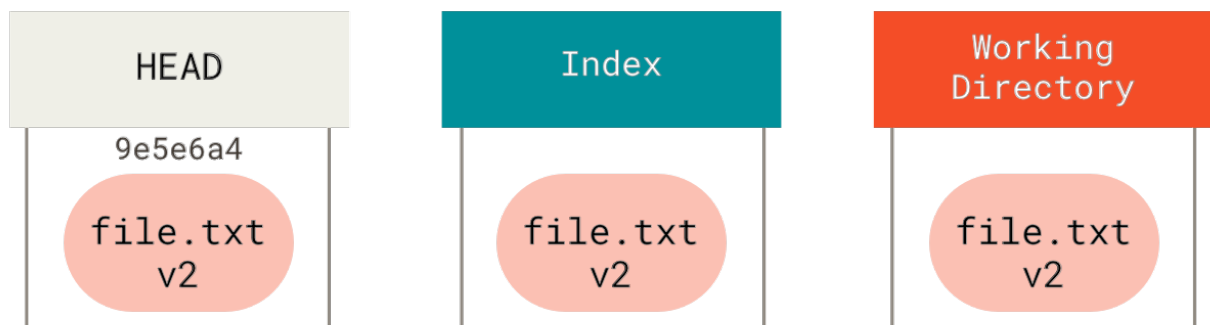 HEAD
Index
Working
Directory
9e5e6a4
file.txt
v2
file.txt
v2
file.txt
v2